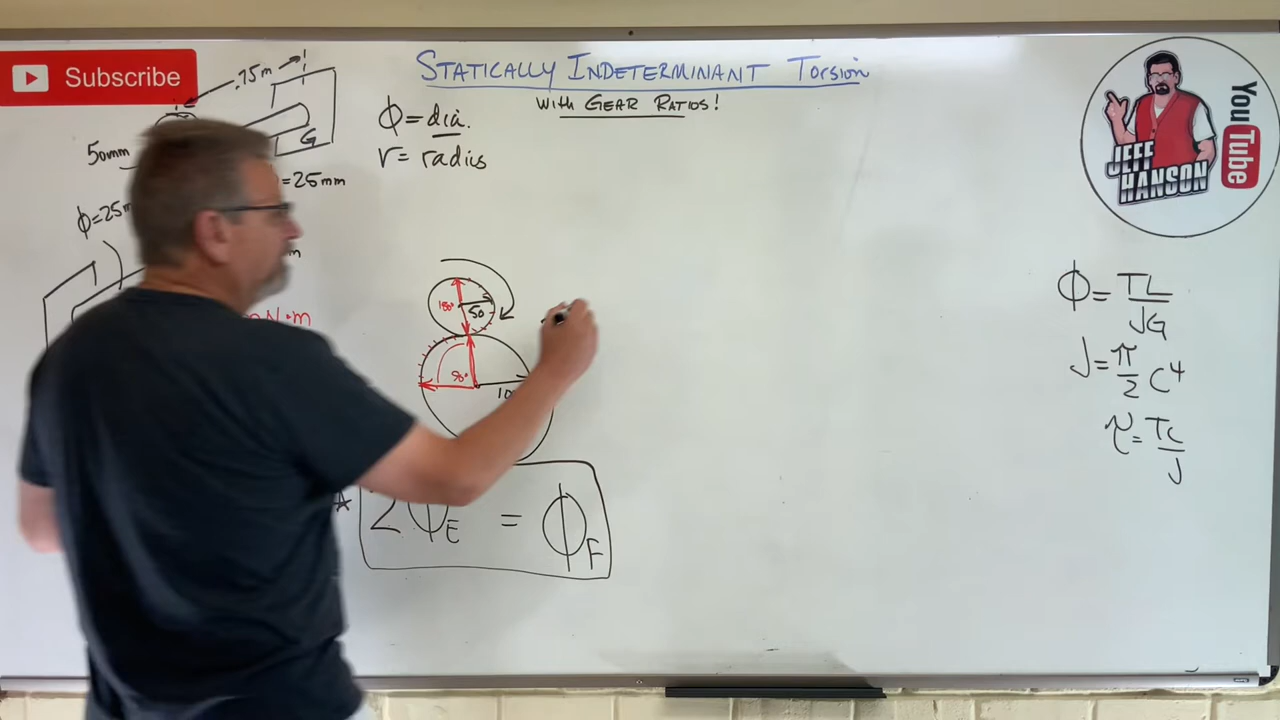 Subscribe
STATICALLY INDETERMINANT TORSION
WITH GEAR RATIOS!
.75m
G
50mm
=25mm
ϕ=25m
m
N·m
ϕ=dia.
r=radius
180°
50
90°
10
2ϕE = ϕF
ϕ=TL/JG
J=π/2 C⁴
τ=TC/J
JEFF
HANSON
YouTube